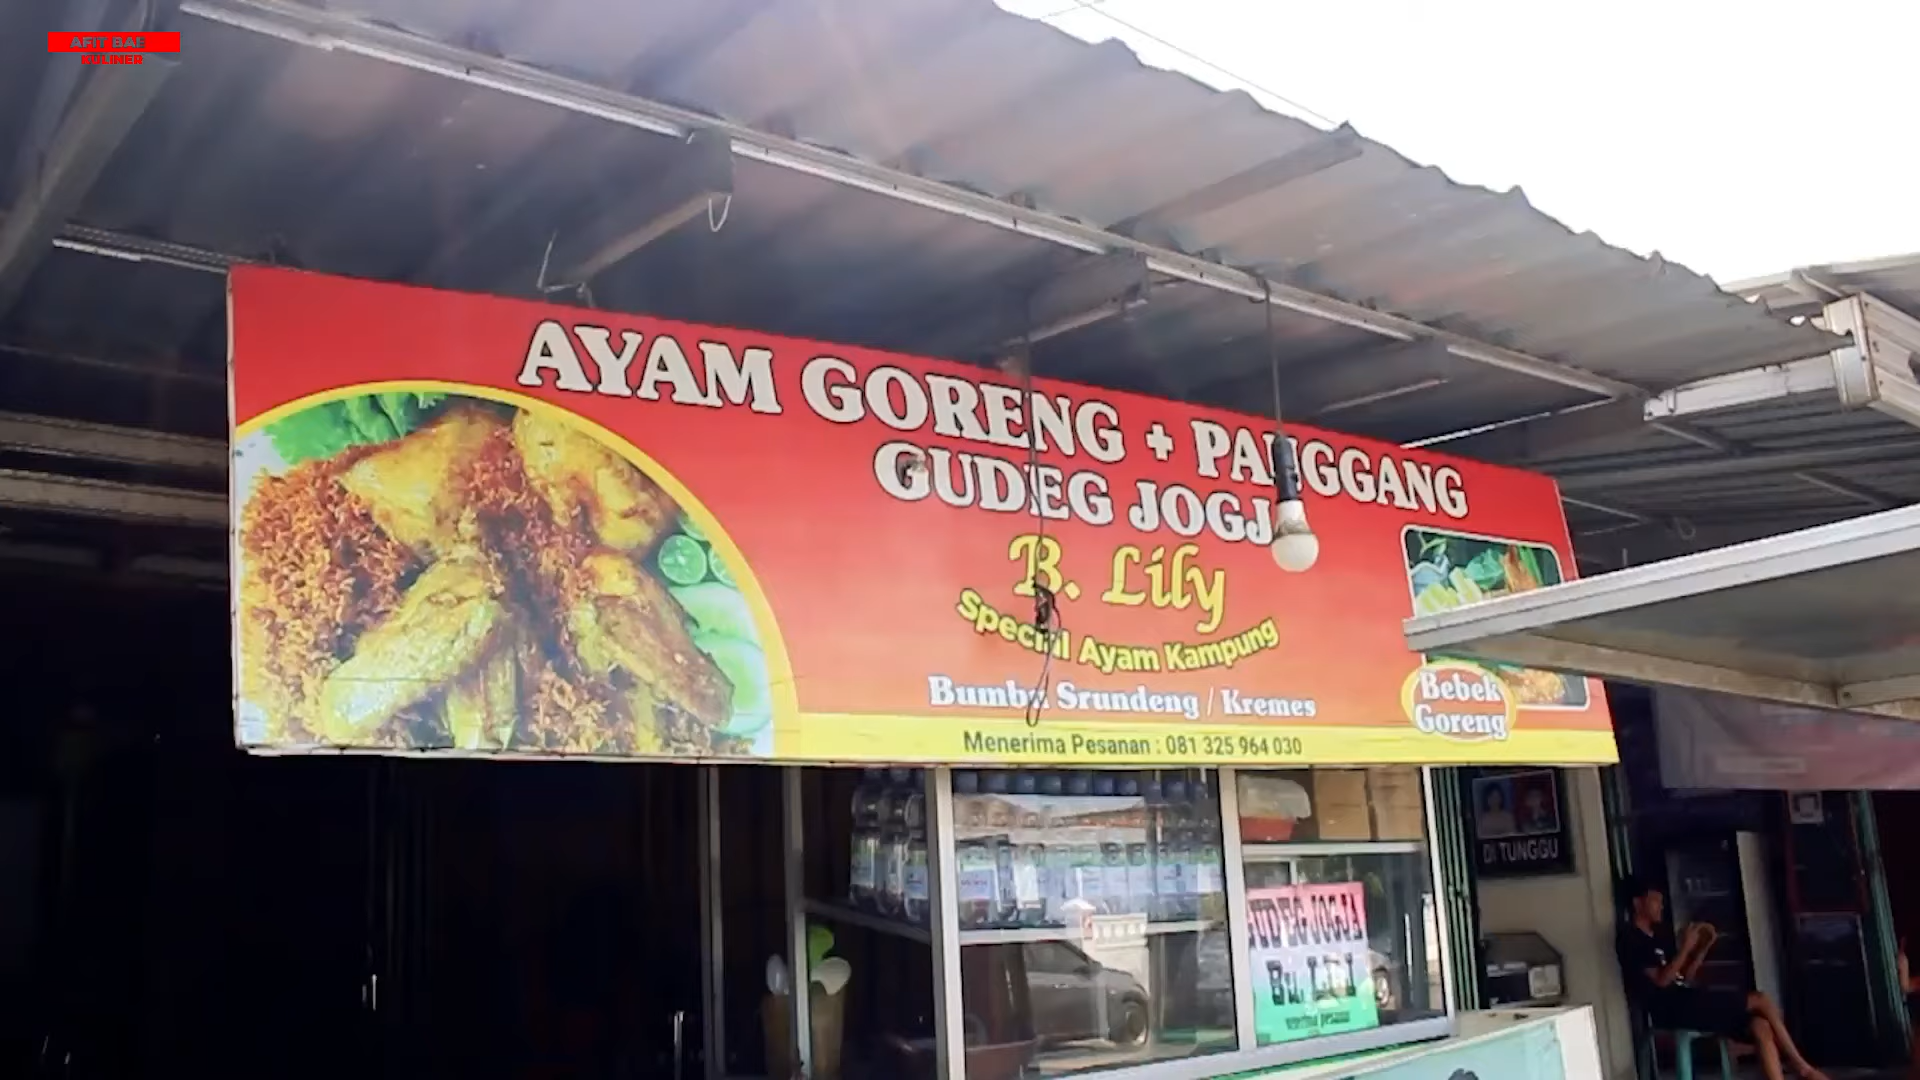 AFIT BAE
KULINER
AYAM GORENG + PANGGANG
GUDEG JOGJA
B. Lily
Special Ayam Kampung
Bumbu Srundeng / Kremes
Menerima Pesanan : 081 325 964 030
Bebek
Goreng
DI TUNGGU
GUDEG JOGJA
Bu. LILI